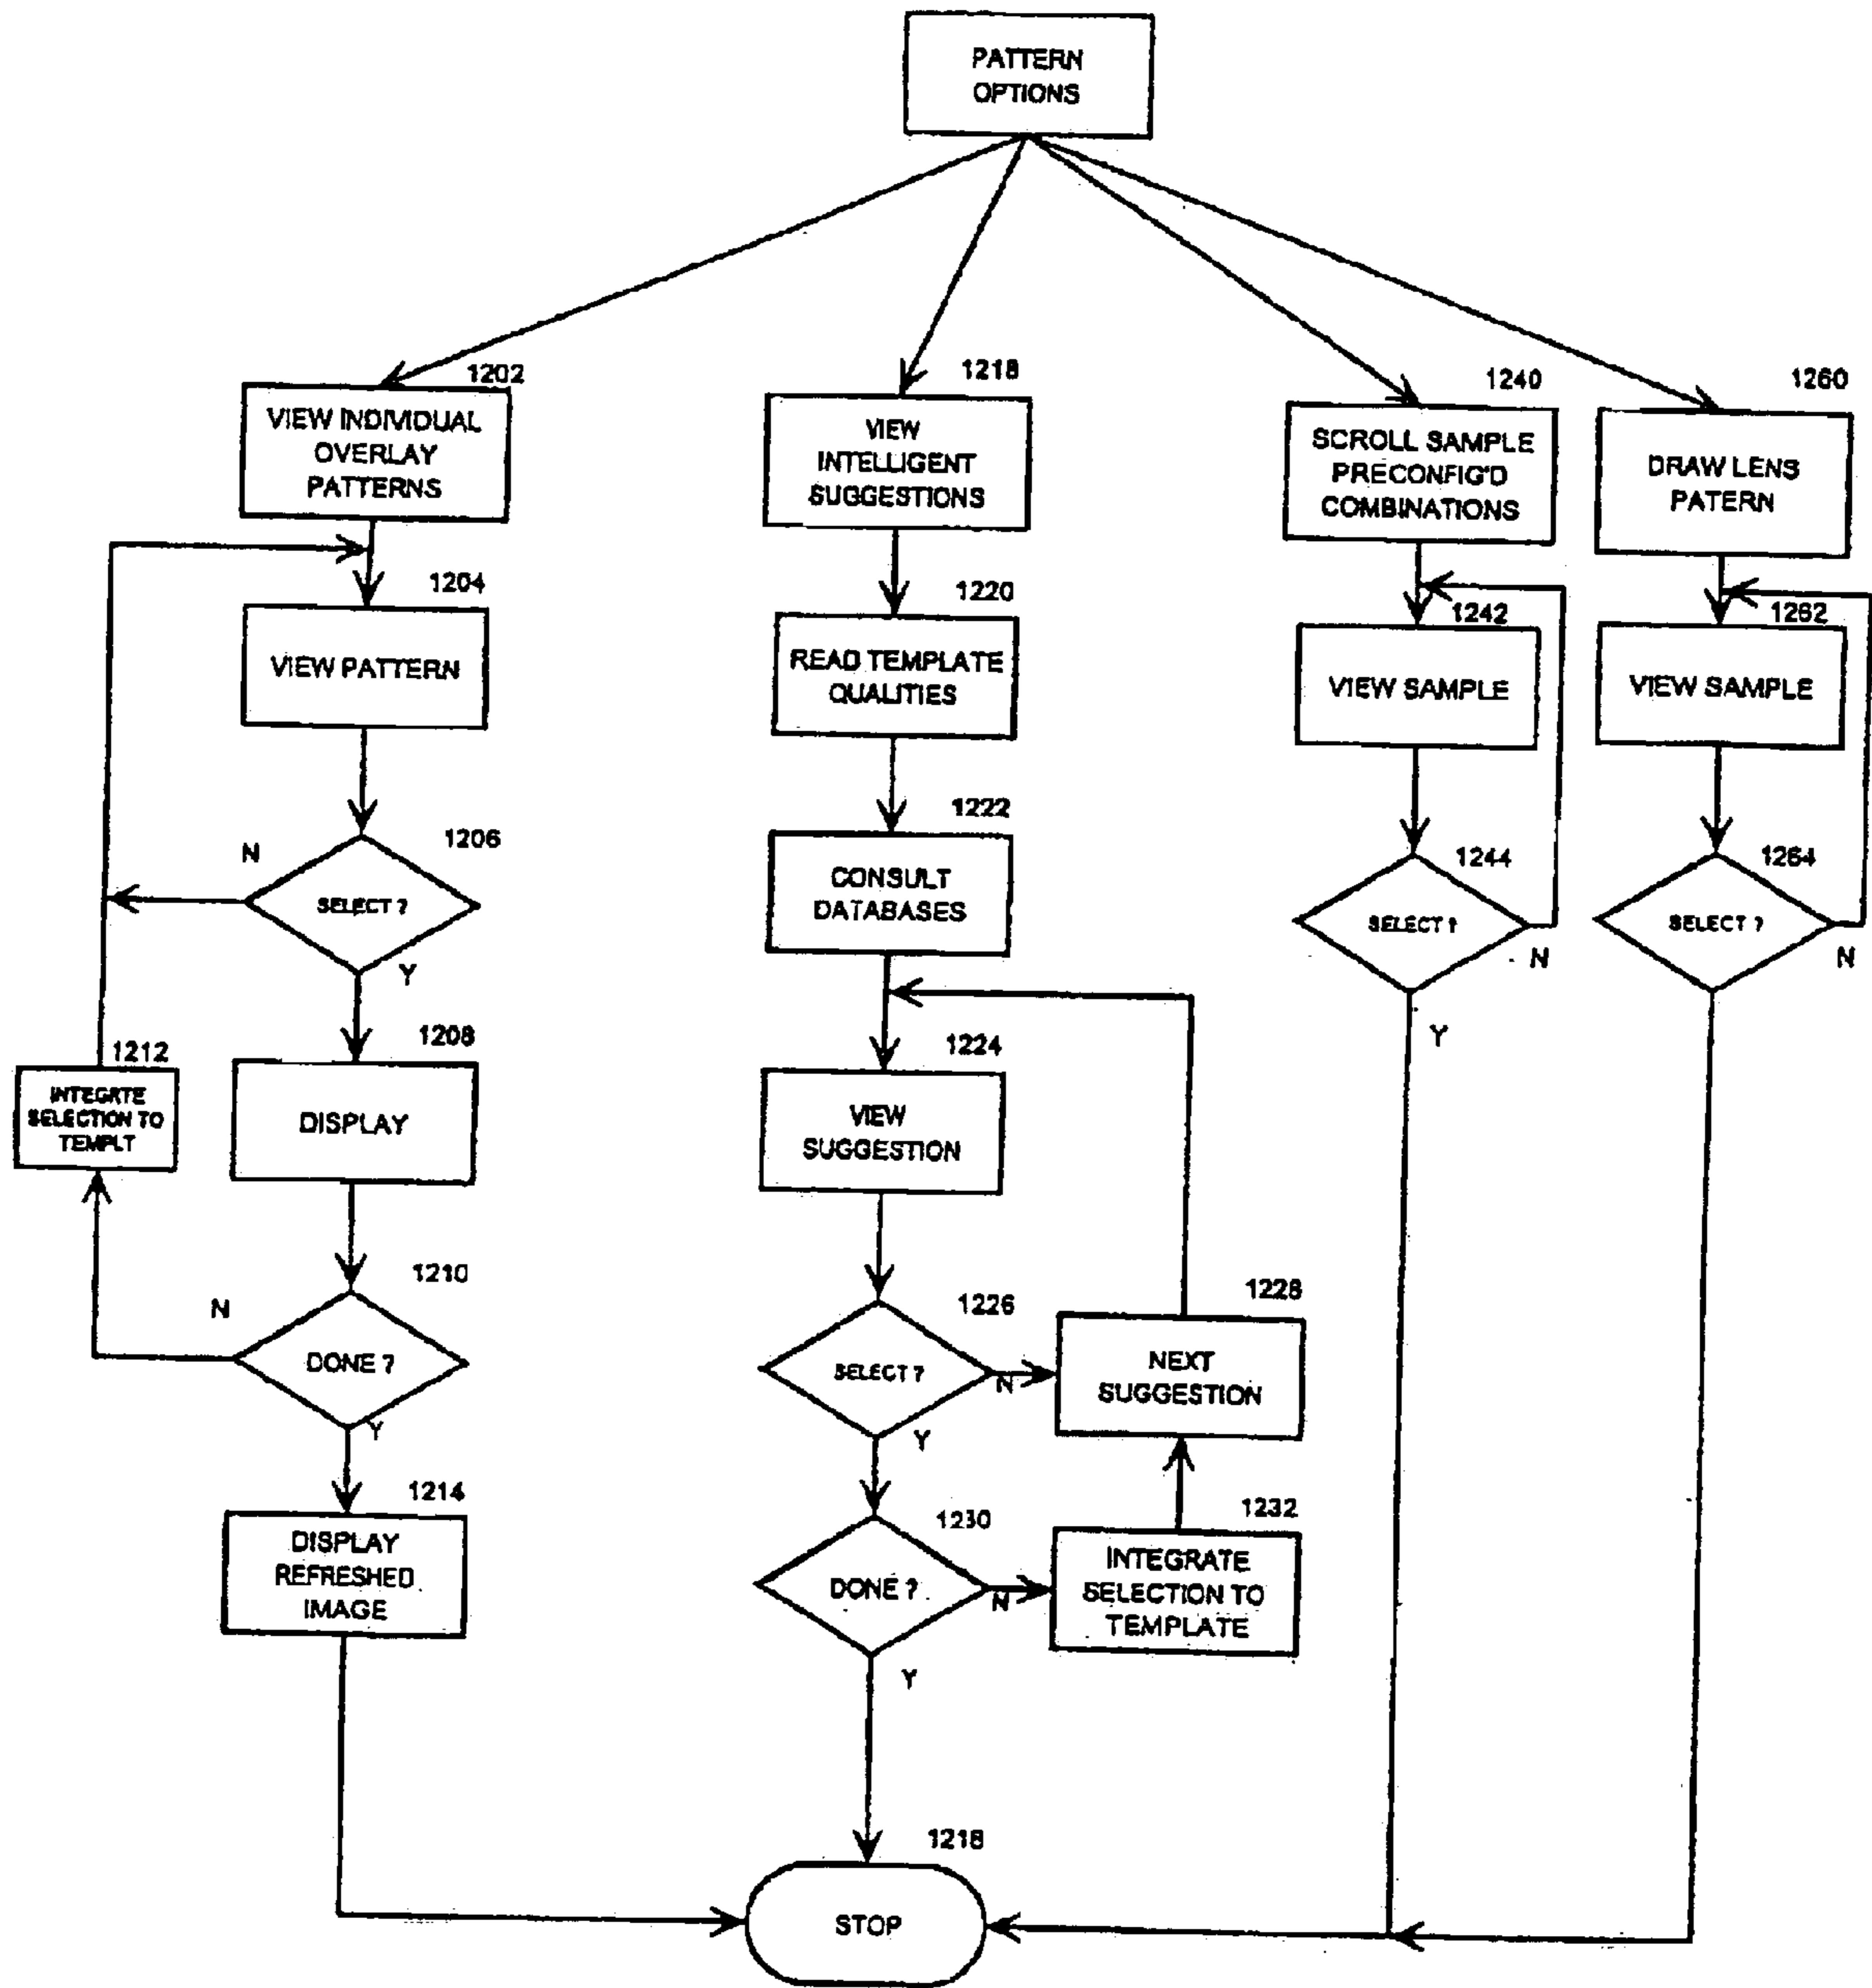 PATTERN
OPTIONS
1202
VIEW INDIVIDUAL
OVERLAY
PATTERNS
1218
VIEW
INTELLIGENT
SUGGESTIONS
1240
SCROLL SAMPLE
PRECONFIG'D
COMBINATIONS
1260
DRAW LENS
PATERN
1204
VIEW PATTERN
1220
READ TEMPLATE
QUALITIES
1242
VIEW SAMPLE
1262
VIEW SAMPLE
1206
N
SELECT ?
Y
1222
CONSULT
DATABASES
1244
SELECT ?
N
Y
1264
SELECT ?
N
1212
INTEGRATE
SELECTION TO
TEMPLT
1208
DISPLAY
1224
VIEW
SUGGESTION
1210
N
DONE ?
Y
1226
SELECT ?
N
Y
1228
NEXT
SUGGESTION
1214
DISPLAY
REFRESHED
IMAGE
1230
DONE ?
N
Y
1232
INTEGRATE
SELECTION TO
TEMPLATE
1218
STOP